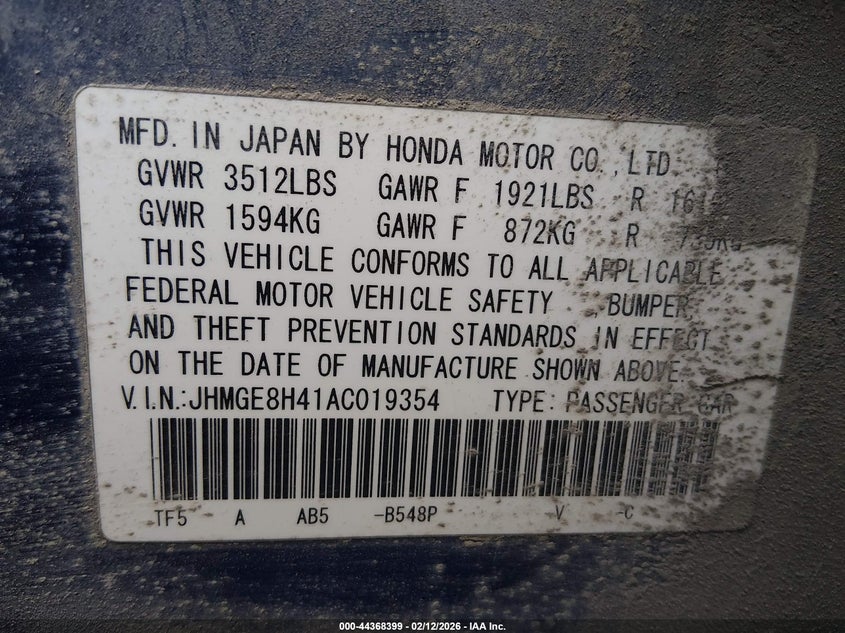 MFD. IN JAPAN BY HONDA MOTOR CO.,LTD.
GVWR 3512LBS GAWR F 1921LBS R
GVWR 1594KG GAWR F 872KG R
THIS VEHICLE CONFORMS TO ALL APPLICABLE
FEDERAL MOTOR VEHICLE SAFETY , BUMPER,
AND THEFT PREVENTION STANDARDS IN EFFECT
ON THE DATE OF MANUFACTURE SHOWN ABOVE.
V.I.N.:JHMGE8H41AC019354 TYPE: PASSENGER CAR
TF5 A AB5 -B548P V -C
000-44368399 - 02/12/2026 - IAA Inc.